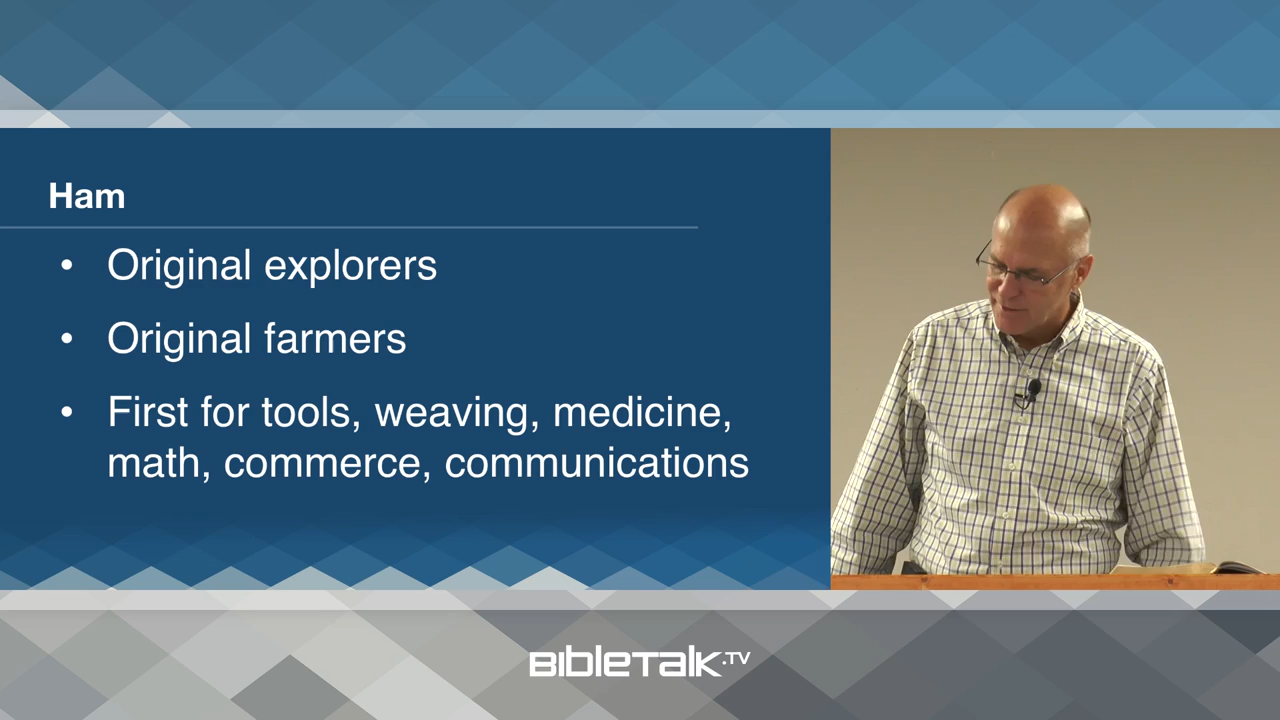 Ham
• Original explorers
• Original farmers
• First for tools, weaving, medicine,
math, commerce, communications
BIBLETALK.TV